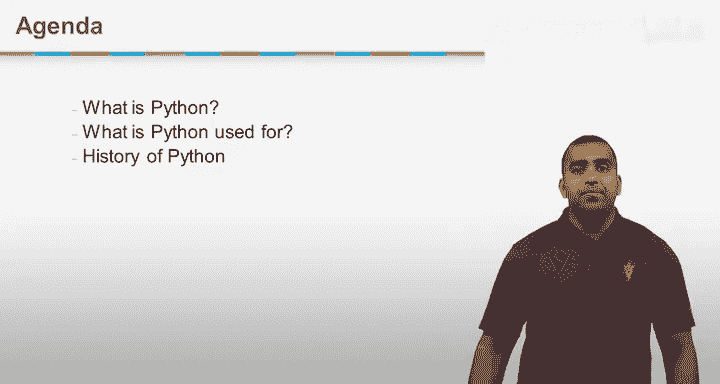 Agenda
- What is Python?
- What is Python used for?
- History of Python